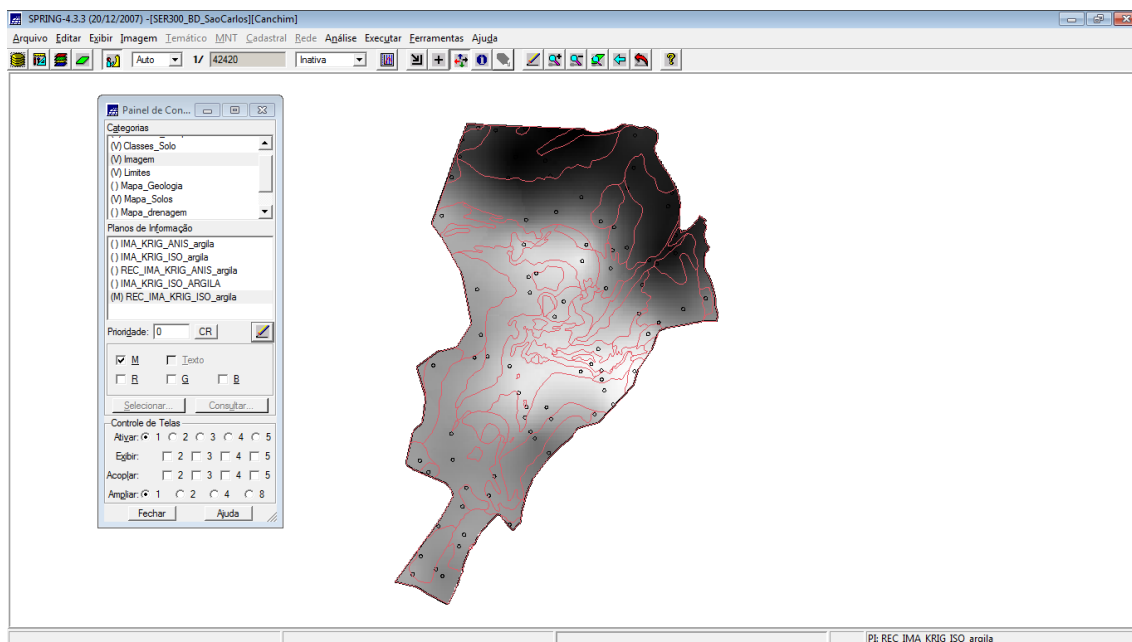 SPRING-4.3.3 (20/12/2007) -[SER300_BD_SaoCarlos][Canchim]
Arquivo Editar Exibir Imagem Temático MNT Cadastral Rede Análise Executar Ferramentas Ajuda
Auto 1/ 42420 Inativa
Painel de Con...
Categorias
(V) Classes_Solo
(V) Imagem
(V) Limites
( ) Mapa_Geologia
(V) Mapa_Solos
( ) Mapa_drenagem
Planos de Informação
( ) IMA_KRIG_ANIS_argila
( ) IMA_KRIG_ISO_argila
( ) REC_IMA_KRIG_ANIS_argila
( ) IMA_KRIG_ISO_ARGILA
(M) REC_IMA_KRIG_ISO_argila
Prioridade: 0 CR
M Texto
R G B
Selecionar... Consultar...
Controle de Telas
Ativar: 1 2 3 4 5
Exibir: 2 3 4 5
Acoplar: 2 3 4 5
Ampliar: 1 2 4 8
Fechar Ajuda
PI: REC_IMA_KRIG_ISO_argila